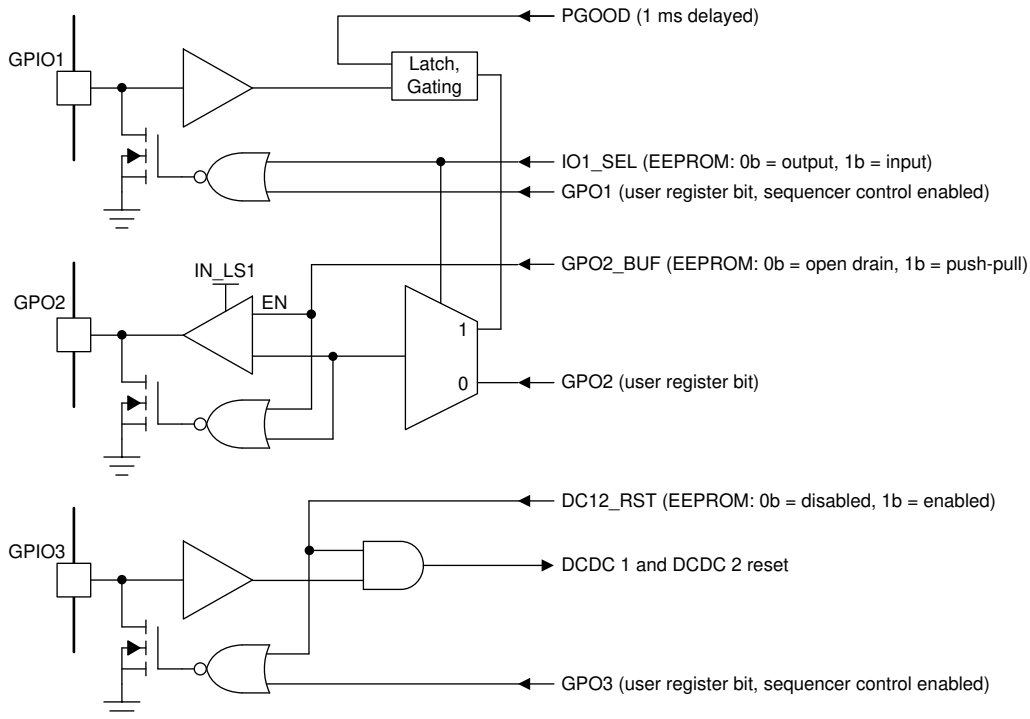 PGOOD (1 ms delayed)
GPIO1
Latch,
Gating
IO1_SEL (EEPROM: 0b = output, 1b = input)
GPO1 (user register bit, sequencer control enabled)
GPO2_BUF (EEPROM: 0b = open drain, 1b = push-pull)
IN_LS1
GPO2
EN
1
0
GPO2 (user register bit)
DC12_RST (EEPROM: 0b = disabled, 1b = enabled)
GPIO3
DCDC 1 and DCDC 2 reset
GPO3 (user register bit, sequencer control enabled)